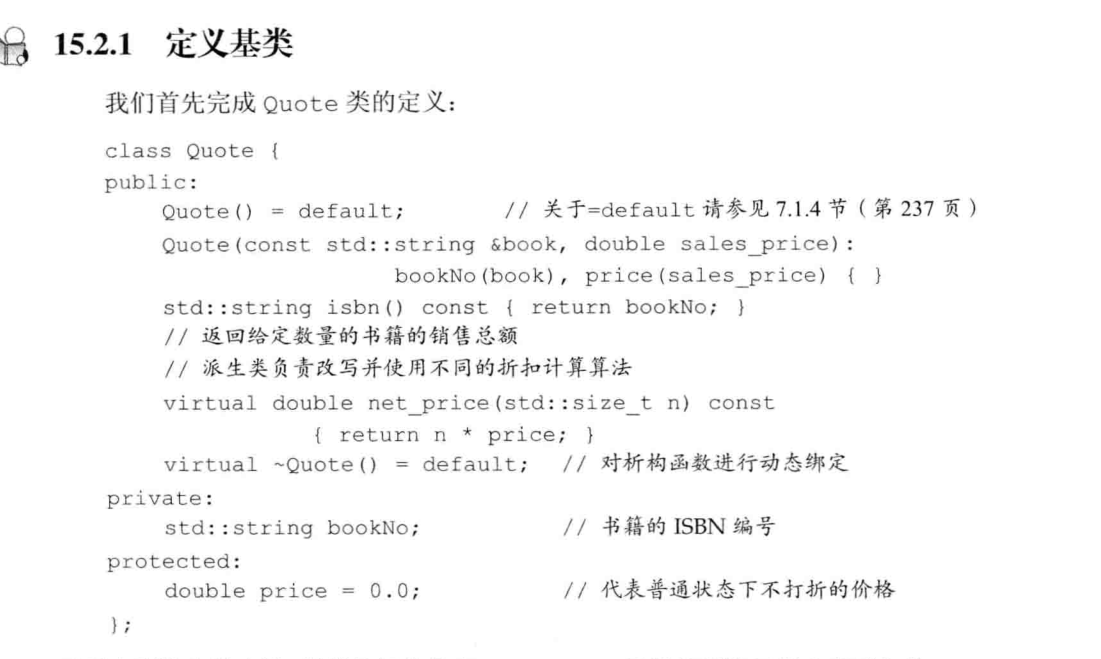 15.2.1 定义基类
我们首先完成 Quote 类的定义：
class Quote {
public:
    Quote() = default;        // 关于=default 请参见 7.1.4 节（第 237 页）
    Quote(const std::string &book, double sales_price):
                    bookNo(book), price(sales_price) { }
    std::string isbn() const { return bookNo; }
    // 返回给定数量的书籍的销售总额
    // 派生类负责改写并使用不同的折扣计算算法
    virtual double net_price(std::size_t n) const
               { return n * price; }
    virtual ~Quote() = default;  // 对析构函数进行动态绑定
private:
    std::string bookNo;            // 书籍的 ISBN 编号
protected:
    double price = 0.0;            // 代表普通状态下不打折的价格
};